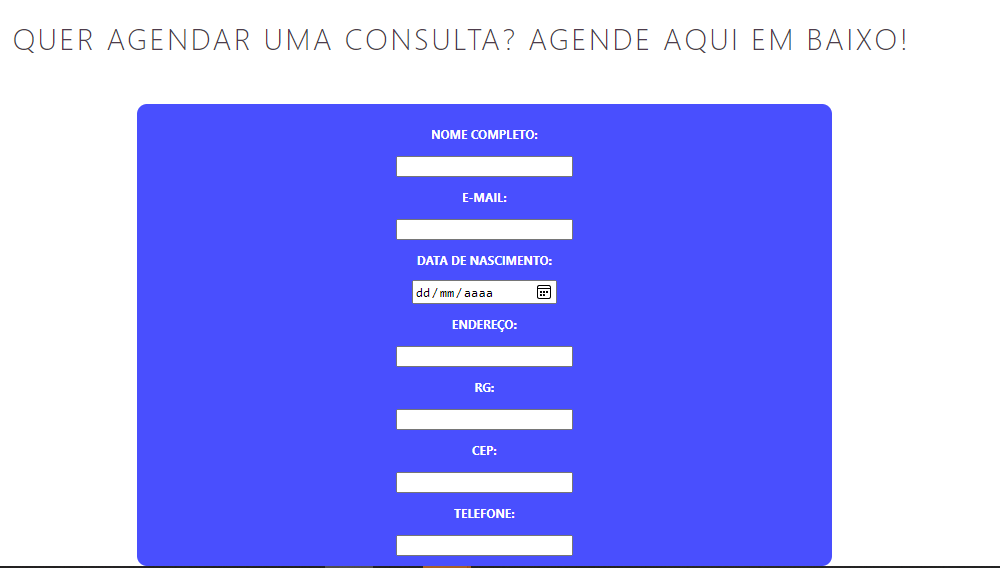 QUER AGENDAR UMA CONSULTA? AGENDE AQUI EM BAIXO!
NOME COMPLETO:
E-MAIL:
DATA DE NASCIMENTO:
dd/mm/aaaa
ENDEREÇO:
RG:
CEP:
TELEFONE: